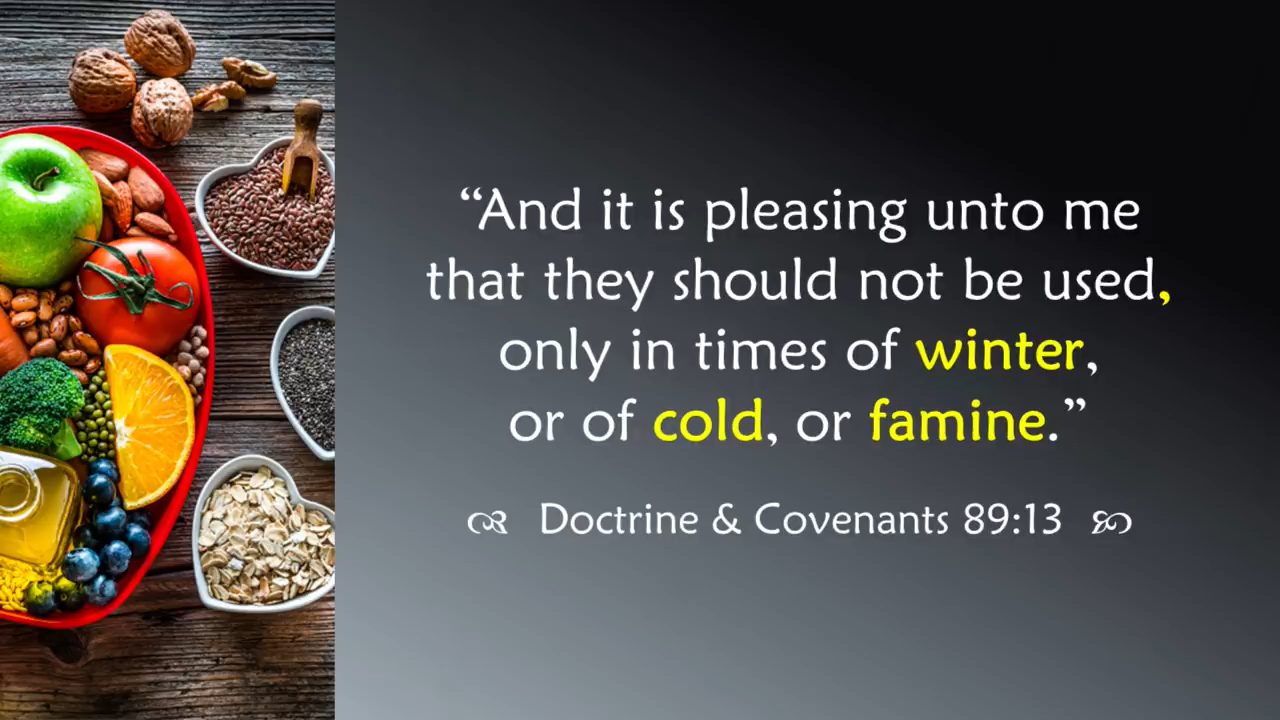 “And it is pleasing unto me
that they should not be used,
only in times of winter,
or of cold, or famine.”
Doctrine & Covenants 89:13